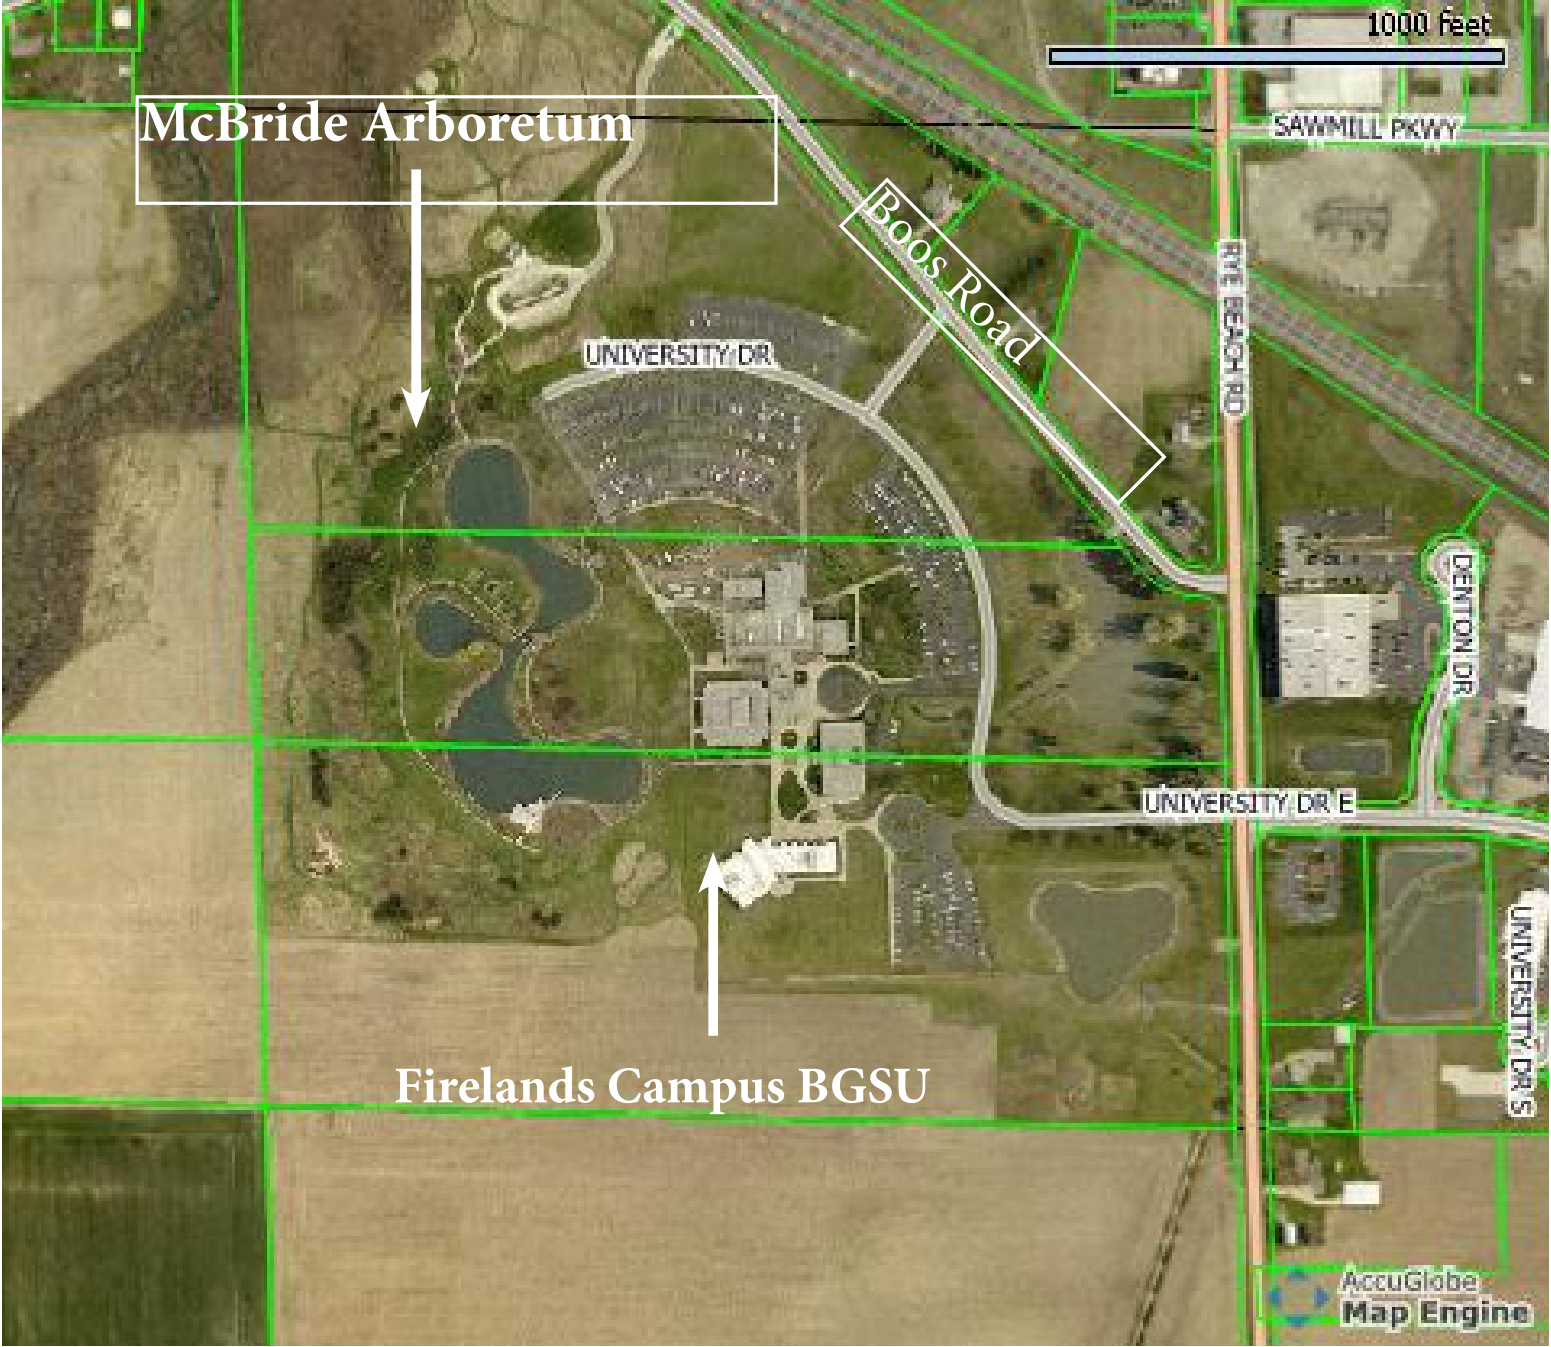 1000 feet
McBride Arboretum
SAWMILL PKWY
Boos Road
RYE BEACH RD
UNIVERSITY DR
DENTON DR
UNIVERSITY DR E
UNIVERSITY DR S
Firelands Campus BGSU
AccuGlobe
Map Engine